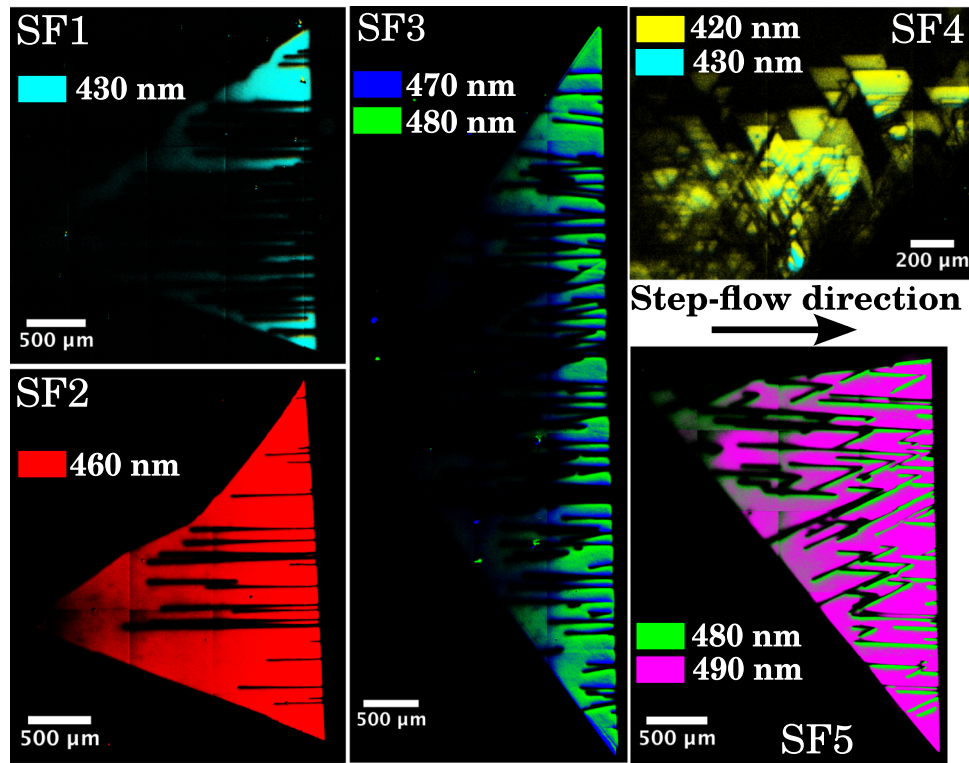 SF1
430 nm
500 µm
SF2
460 nm
500 µm
SF3
470 nm
480 nm
500 µm
SF4
420 nm
430 nm
200 µm
Step-flow direction
480 nm
490 nm
500 µm
SF5